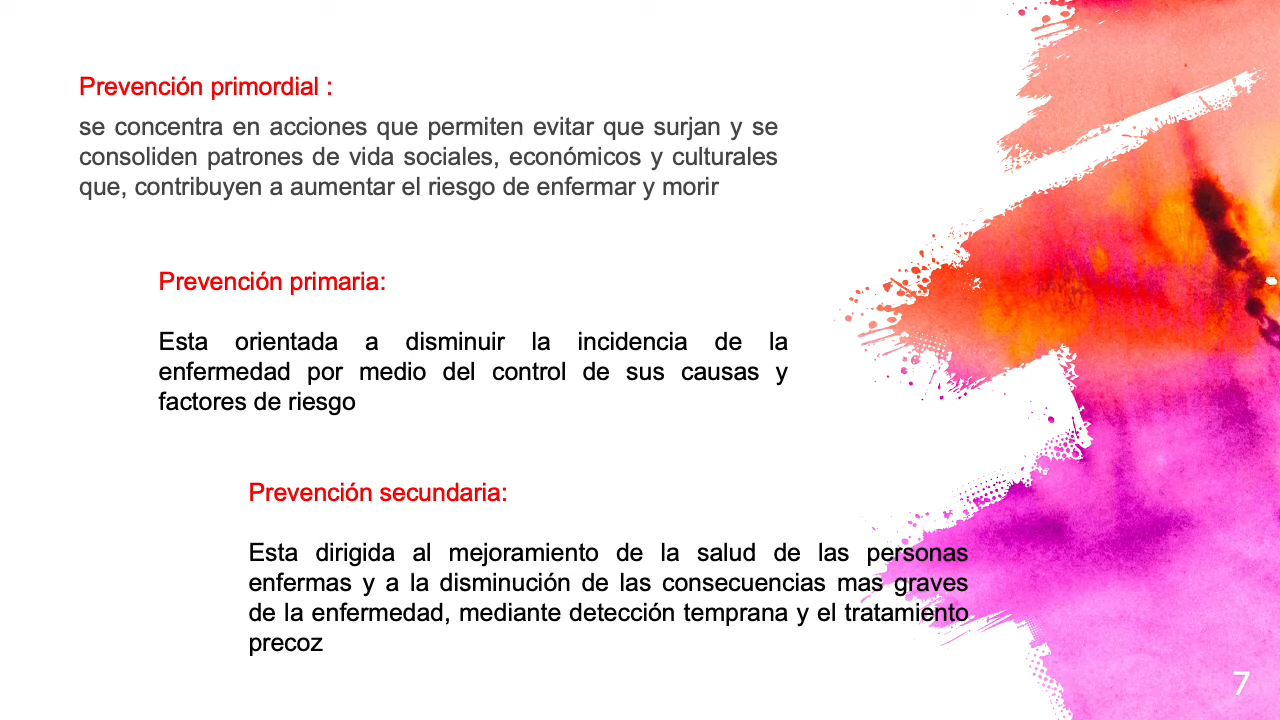 Prevención primordial :
se concentra en acciones que permiten evitar que surjan y se
consoliden patrones de vida sociales, económicos y culturales
que, contribuyen a aumentar el riesgo de enfermar y morir
Prevención primaria:
Esta orientada a disminuir la incidencia de la
enfermedad por medio del control de sus causas y
factores de riesgo
Prevención secundaria:
Esta dirigida al mejoramiento de la salud de las personas
enfermas y a la disminución de las consecuencias mas graves
de la enfermedad, mediante detección temprana y el tratamiento
precoz
7